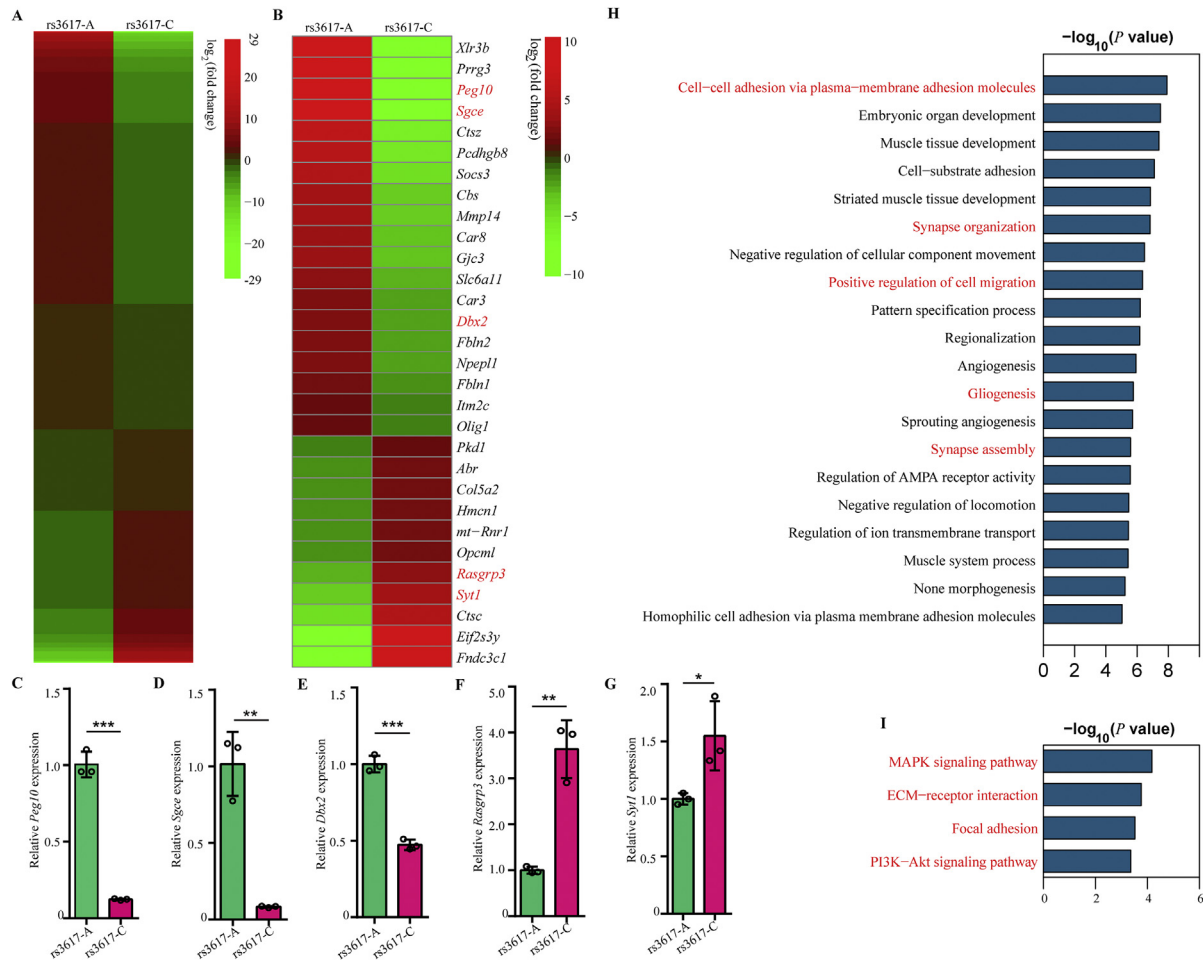 A
rs3617-A
rs3617-C
29
20
10
0
−10
−20
-29
log2(fold change)
B
rs3617-A
rs3617-C
10
5
0
−5
−10
log2(fold change)
Xlr3b
Prrg3
Peg10
Sgce
Ctsz
Pcdhgb8
Socs3
Cbs
Mmp14
Car8
Gjc3
Slc6a11
Car3
Dbx2
Fbln2
Npepl1
Fbln1
Itm2c
Olig1
Pkd1
Abr
Col5a2
Hmcn1
mt−Rnr1
Opcml
Rasgrp3
Syt1
Ctsc
Eif2s3y
Fndc3c1
C
Relative Peg10 expression
1.5
1.0
0.5
0
***
rs3617-A
rs3617-C
D
Relative Sgce expression
1.5
1.0
0.5
0
**
rs3617-A
rs3617-C
E
Relative Dbx2 expression
1.5
1.0
0.5
0
***
rs3617-A
rs3617-C
F
Relative Rasgrp3 expression
5.0
4.0
3.0
2.0
1.0
0
**
rs3617-A
rs3617-C
G
Relative Syt1 expression
2.0
1.5
1.0
0.5
0
*
rs3617-A
rs3617-C
H
−log10(P value)
Cell−cell adhesion via plasma−membrane adhesion molecules
Embryonic organ development
Muscle tissue development
Cell−substrate adhesion
Striated muscle tissue development
Synapse organization
Negative regulation of cellular component movement
Positive regulation of cell migration
Pattern specification process
Regionalization
Angiogenesis
Gliogenesis
Sprouting angiogenesis
Synapse assembly
Regulation of AMPA receptor activity
Negative regulation of locomotion
Regulation of ion transmembrane transport
Muscle system process
None morphogenesis
Homophilic cell adhesion via plasma membrane adhesion molecules
0 2 4 6 8
I
−log10(P value)
MAPK signaling pathway
ECM−receptor interaction
Focal adhesion
PI3K−Akt signaling pathway
0 2 4 6